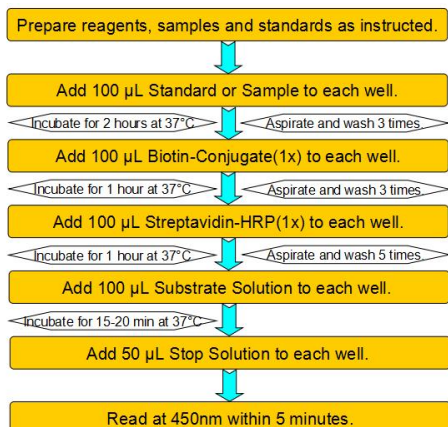 Prepare reagents, samples and standards as instructed.
Add 100 µL Standard or Sample to each well.
Incubate for 2 hours at 37°C
Aspirate and wash 3 times
Add 100 µL Biotin-Conjugate(1x) to each well.
Incubate for 1 hour at 37°C
Aspirate and wash 3 times
Add 100 µL Streptavidin-HRP(1x) to each well.
Incubate for 1 hour at 37°C
Aspirate and wash 5 times
Add 100 µL Substrate Solution to each well.
Incubate for 15-20 min at 37°C
Add 50 µL Stop Solution to each well.
Read at 450nm within 5 minutes.